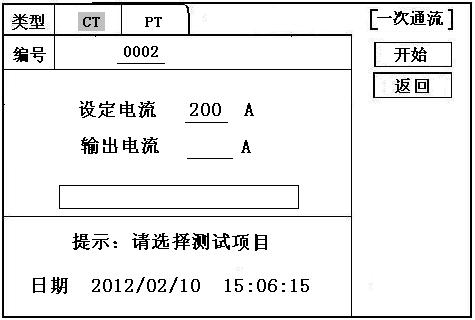 类型 CT PT
编号 0002
设定电流 200 A
输出电流 A
提示：请选择测试项目
日期 2012/02/10 15:06:15
[一次通流]
开始
返回